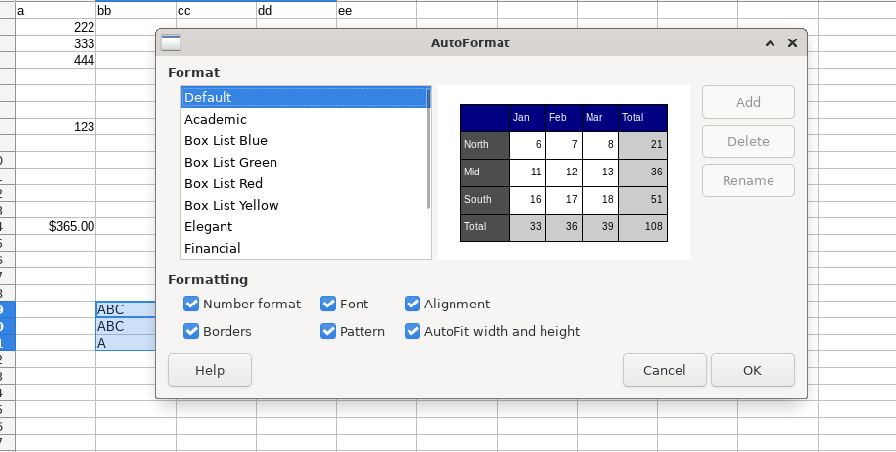 a bb cc dd ee
222
333
444
123
$365.00
ABC
ABC
A
AutoFormat
Format
Default
Academic
Box List Blue
Box List Green
Box List Red
Box List Yellow
Elegart
Financial
Jan Feb Mar Total
North 6 7 8 21
Mid 11 12 13 36
South 16 17 18 51
Total 33 36 39 108
Add
Delete
Rename
Formatting
Number format Font Alignment
Borders Pattern AutoFit width and height
Help Cancel OK